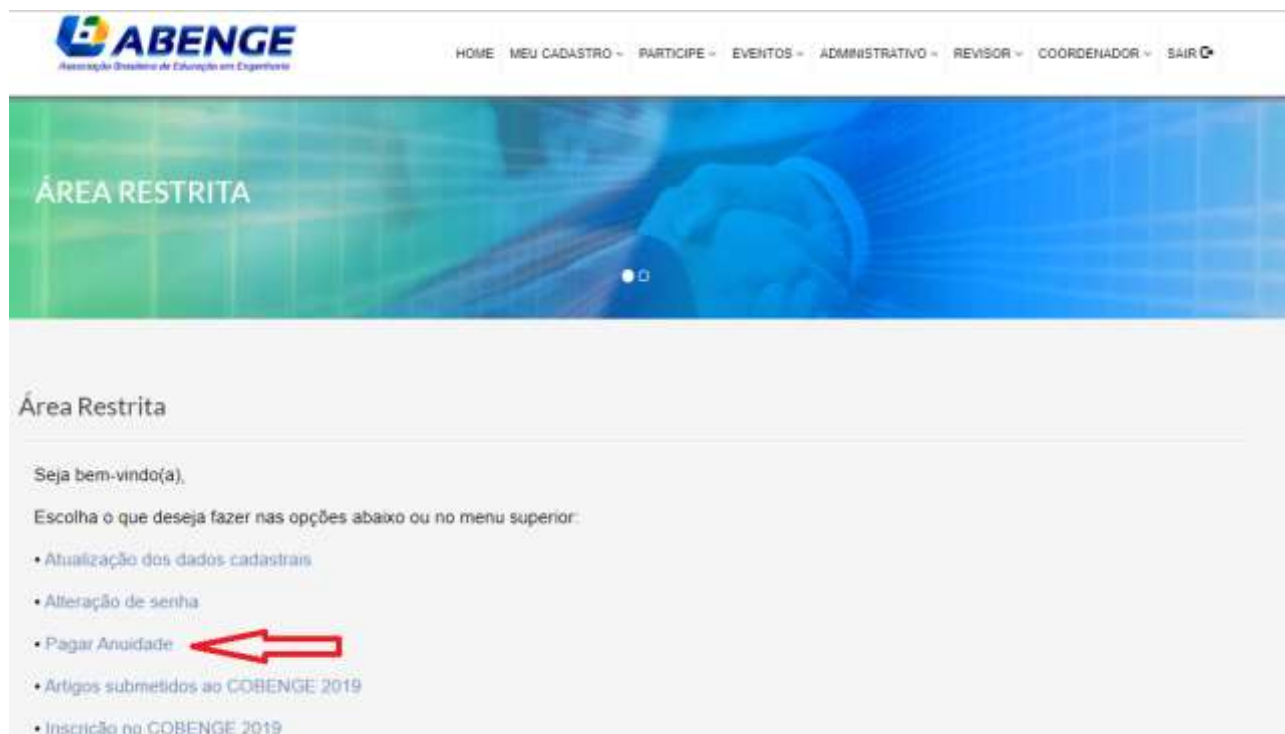 ABENGE
Associação Brasileira de Educação em Engenharia
HOME MEU CADASTRO PARTICIPE EVENTOS ADMINISTRATIVO REVISOR COORDENADOR SAIR
ÁREA RESTRITA
Área Restrita
Seja bem-vindo(a),
Escolha o que deseja fazer nas opções abaixo ou no menu superior:
• Atualização dos dados cadastrais
• Alteração de senha
• Pagar Anuidade
• Artigos submetidos ao COBENGE 2019
• Inscrição no COBENGE 2019